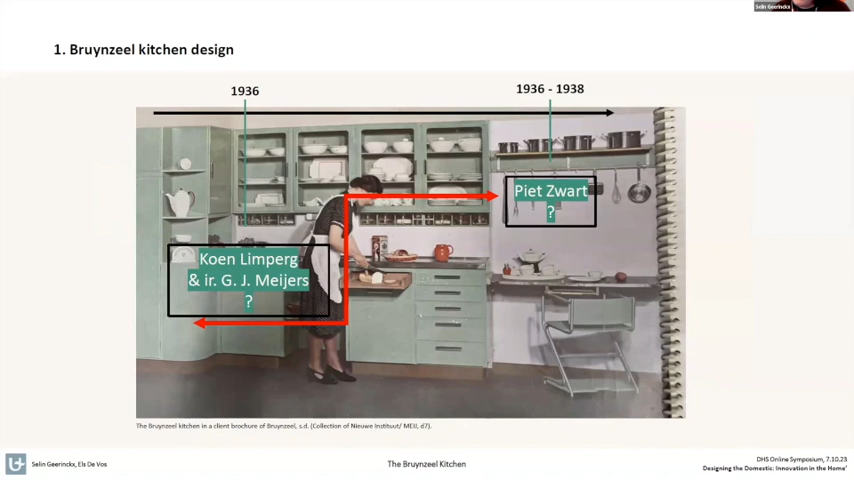 Selin Geerinckx
1. Bruynzeel kitchen design
1936
1936 - 1938
Piet Zwart
?
Koen Limperg
& ir. G. J. Meijers
?
The Bruynzeel kitchen in a client brochure of Bruynzeel, s.d. (Collection of Nieuwe Instituut/ MEIJ, d7).
Selin Geerinckx, Els De Vos
The Bruynzeel Kitchen
DHS Online Symposium, 7.10.23
Designing the Domestic: Innovation in the Home'